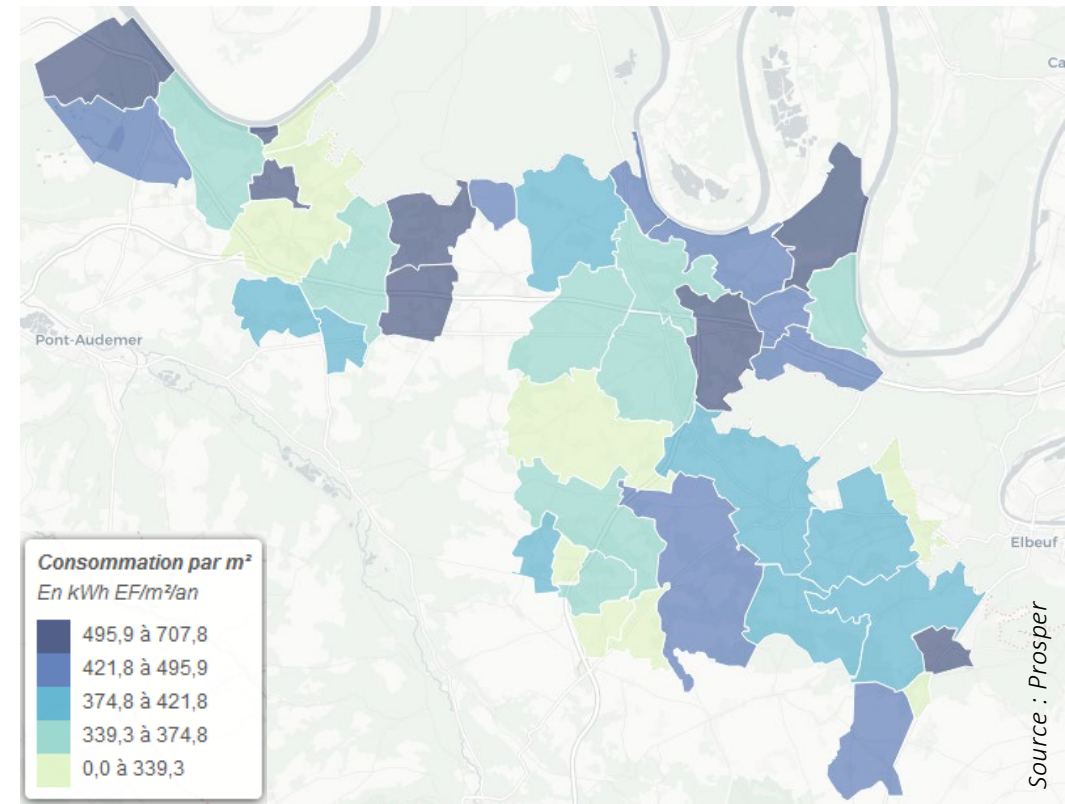 Ca
Pont-Audemer
Elbeuf
Consommation par m²
En kWh EF/m²/an
495,9 à 707,8
421,8 à 495,9
374,8 à 421,8
339,3 à 374,8
0,0 à 339,3
Source : Prosper